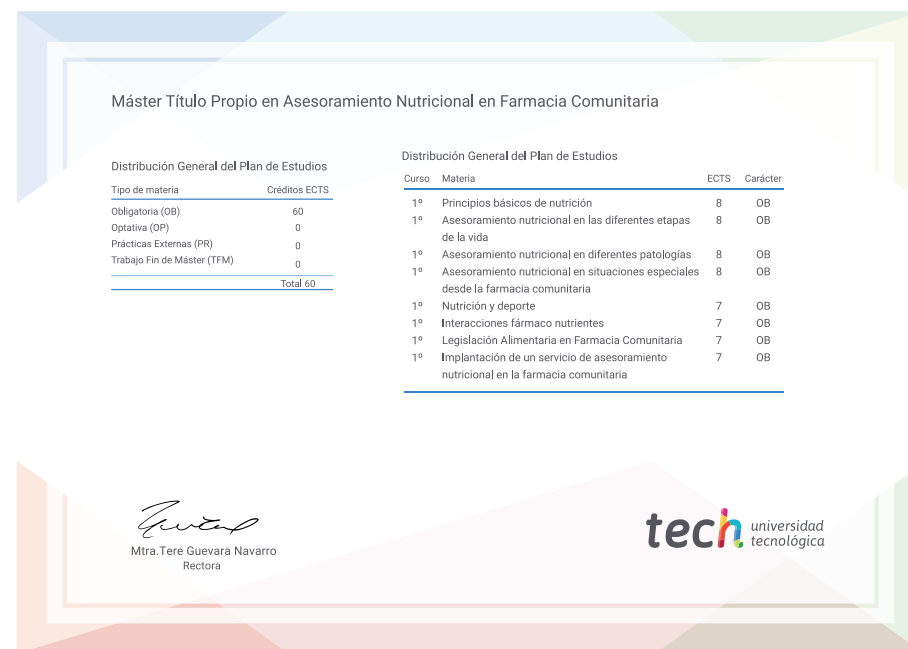 Máster Título Propio en Asesoramiento Nutricional en Farmacia Comunitaria
Distribución General del Plan de Estudios
Tipo de materia Créditos ECTS
Obligatoria (OB) 60
Optativa (OP) 0
Prácticas Externas (PR) 0
Trabajo Fin de Máster (TFM) 0
Total 60
Distribución General del Plan de Estudios
Curso Materia ECTS Carácter
1º Principios básicos de nutrición 8 OB
1º Asesoramiento nutricional en las diferentes etapas 8 OB
de la vida
1º Asesoramiento nutricional en diferentes patologías 8 OB
1º Asesoramiento nutricional en situaciones especiales 8 OB
desde la farmacia comunitaria
1º Nutrición y deporte 7 OB
1º Interacciones fármaco nutrientes 7 OB
1º Legislación Alimentaria en Farmacia Comunitaria 7 OB
1º Implantación de un servicio de asesoramiento 7 OB
nutricional en la farmacia comunitaria
Mtra.Tere Guevara Navarro
Rectora
tech universidad
tecnológica